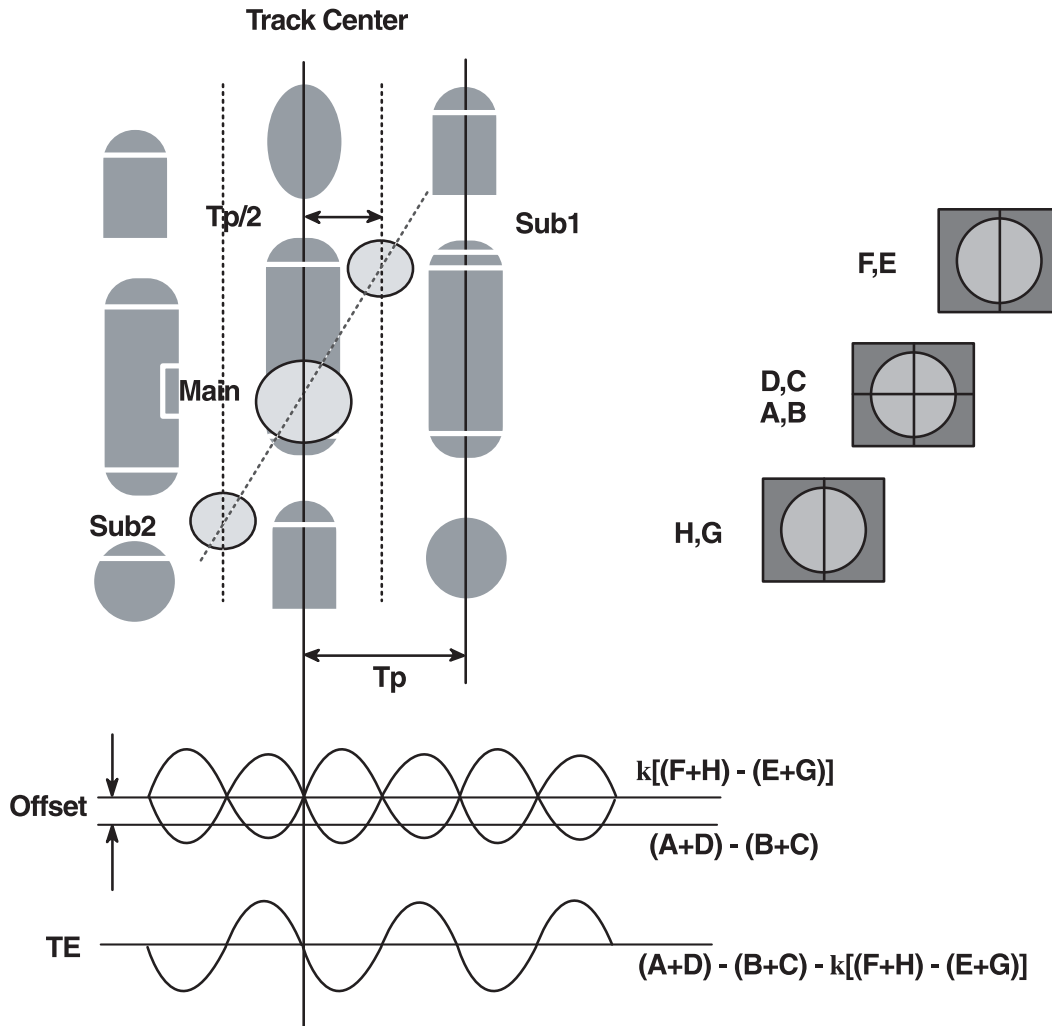 Track Center
Tp/2
Sub1
F,E
Main
D,C
A,B
Sub2
H,G
Tp
k[(F+H) - (E+G)]
Offset
(A+D) - (B+C)
TE
(A+D) - (B+C) - k[(F+H) - (E+G)]